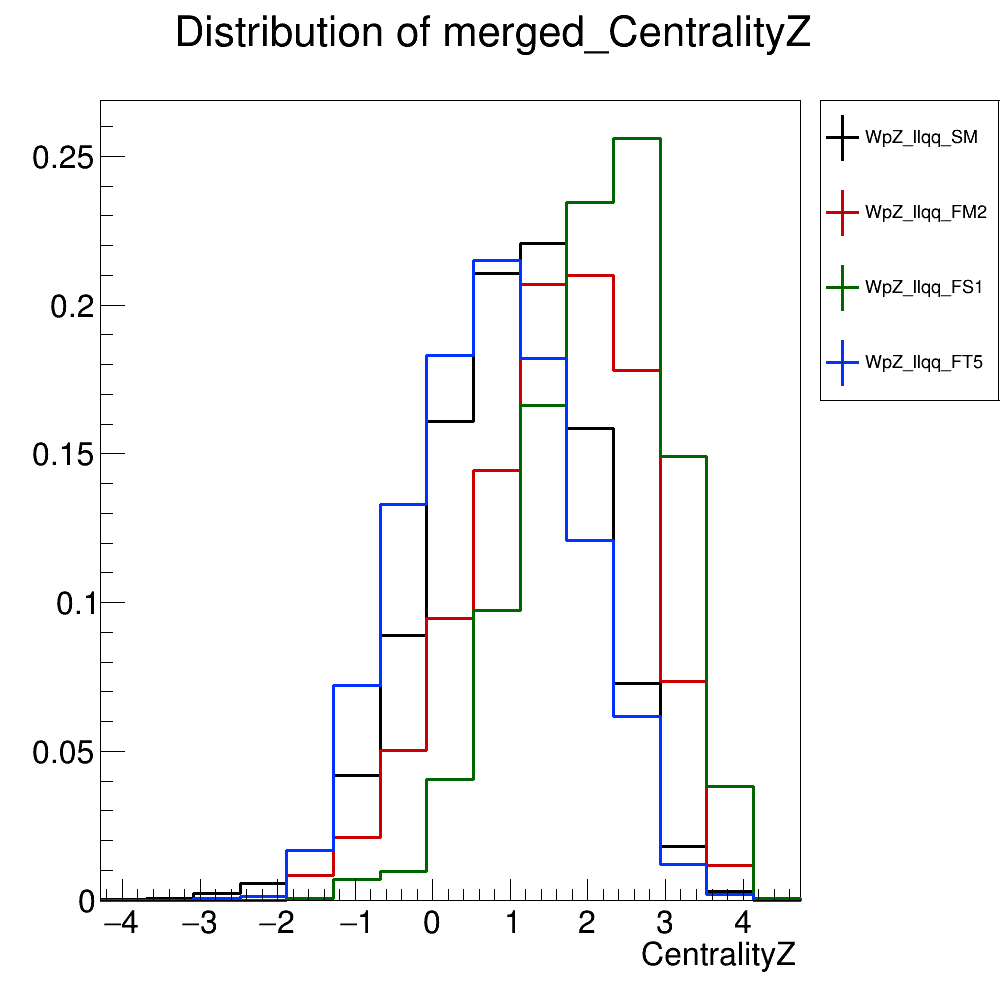 Distribution of merged_CentralityZ
0.25
0.2
0.15
0.1
0.05
0
−4 −3 −2 −1 0 1 2 3 4
CentralityZ
WpZ_llqq_SM
WpZ_llqq_FM2
WpZ_llqq_FS1
WpZ_llqq_FT5